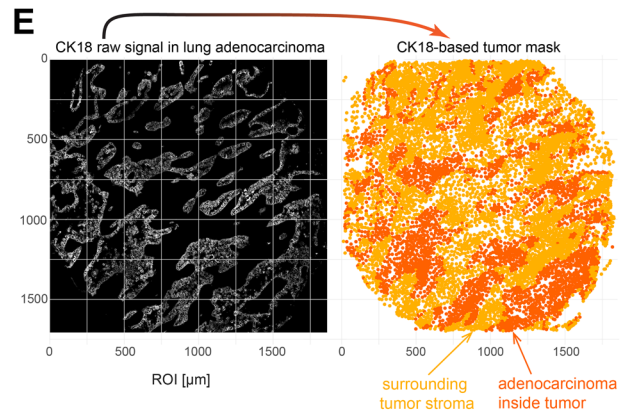 E
CK18 raw signal in lung adenocarcinoma
CK18-based tumor mask
0
500
1000
1500
0
500
1000
1500
0
500
1000
1500
ROI [µm]
surrounding
tumor stroma
adenocarcinoma
inside tumor